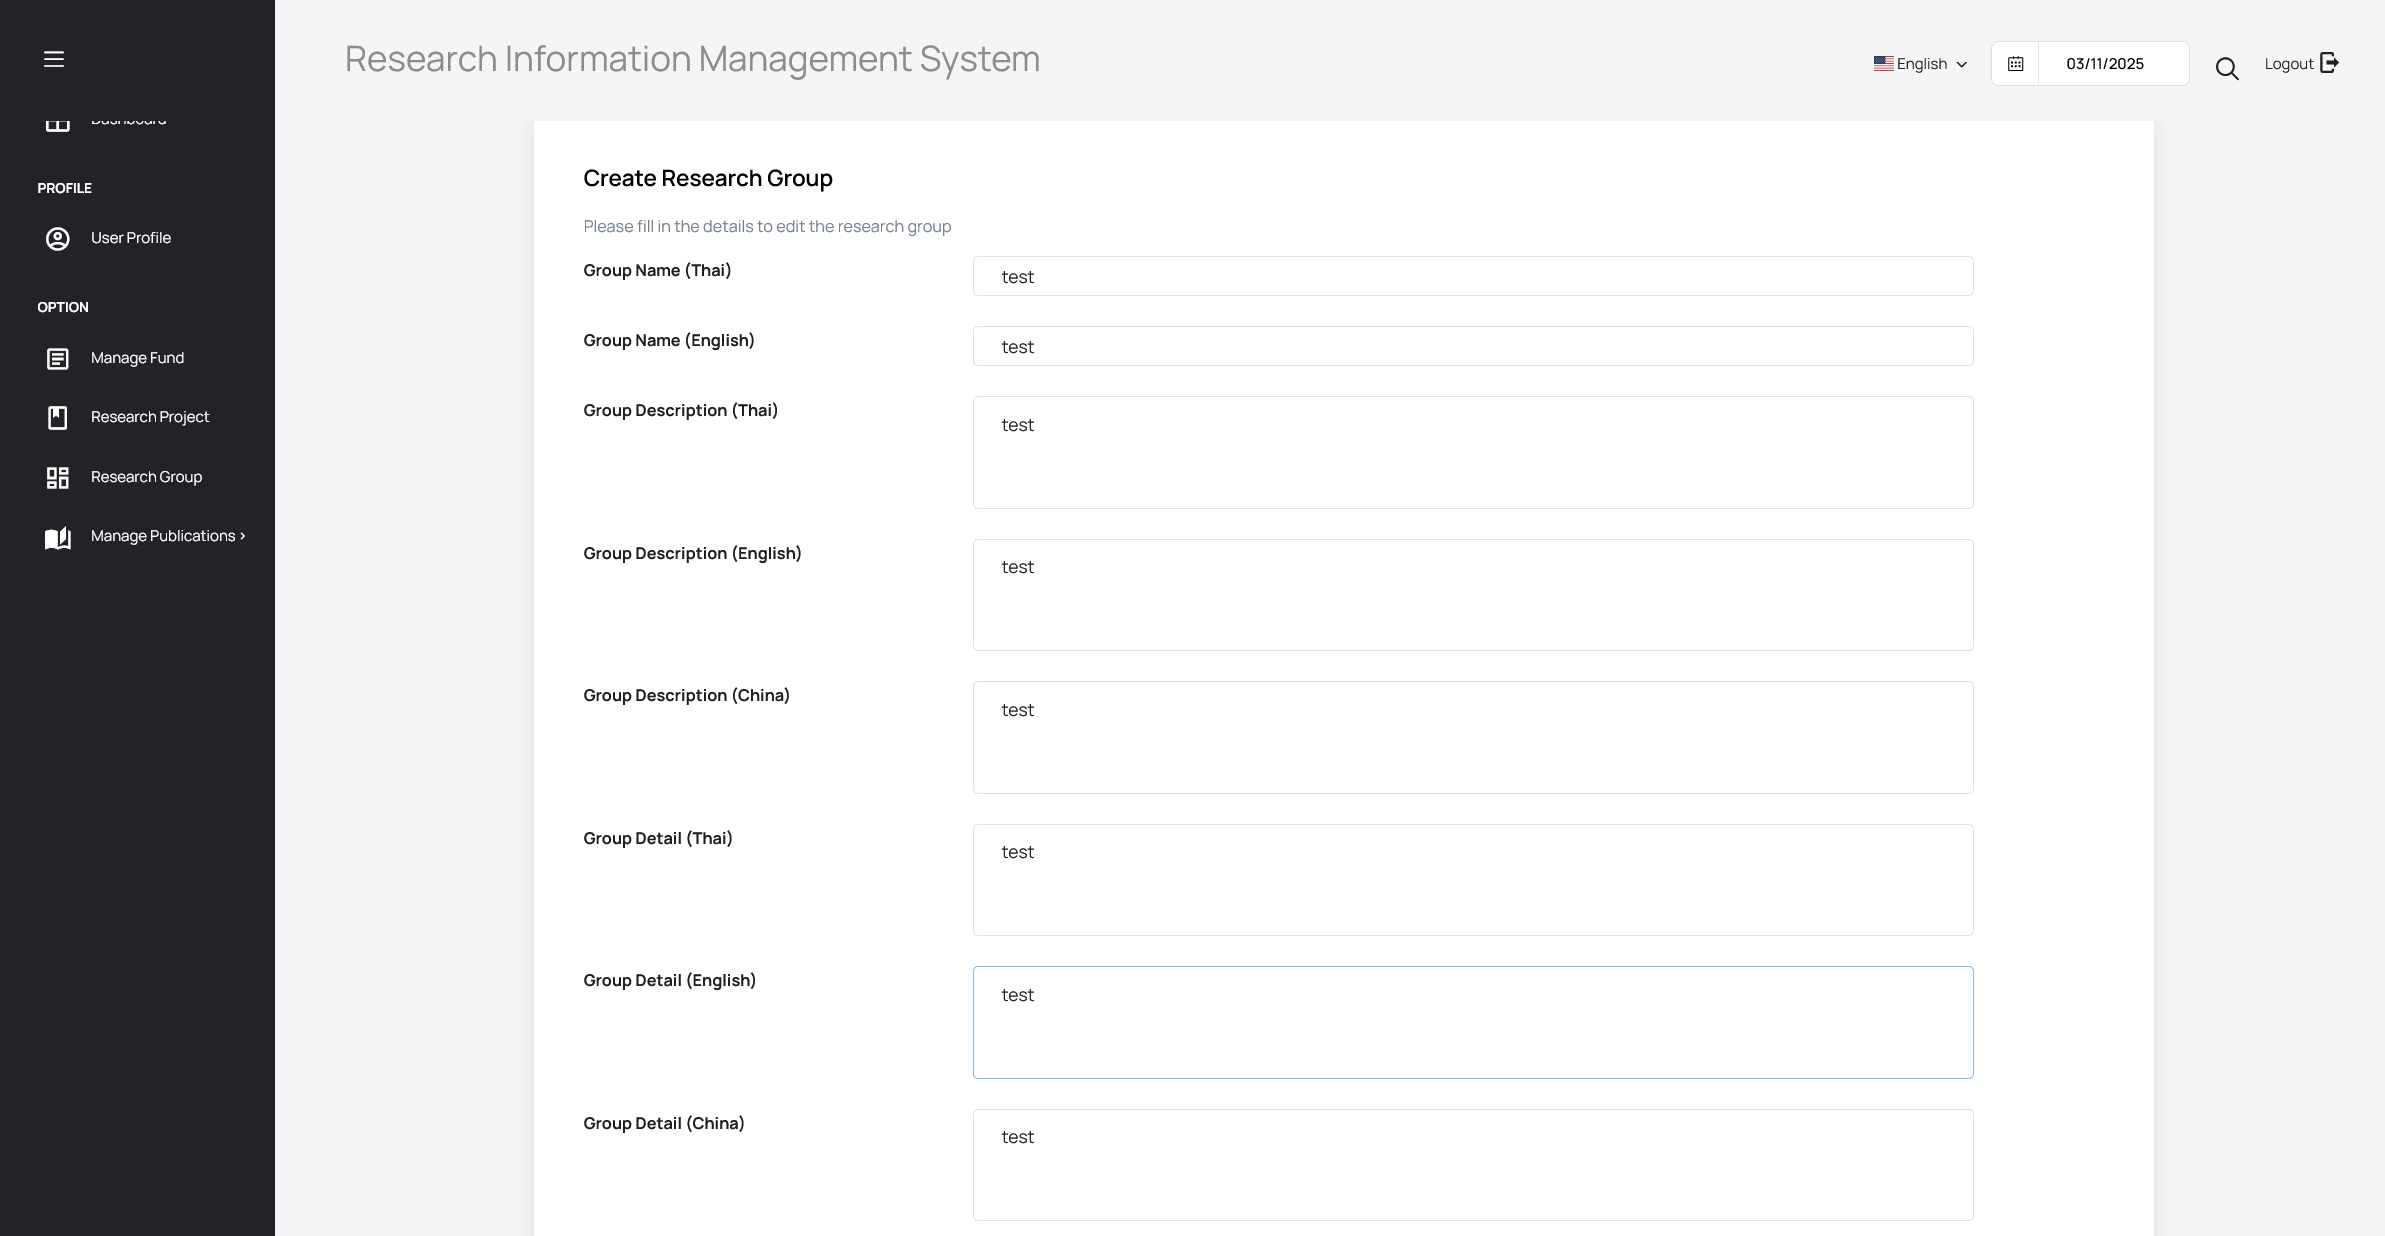 Research Information Management System
English
03/11/2025
Logout
Dashboard
PROFILE
User Profile
OPTION
Manage Fund
Research Project
Research Group
Manage Publications ›
Create Research Group
Please fill in the details to edit the research group
Group Name (Thai)
test
Group Name (English)
test
Group Description (Thai)
test
Group Description (English)
test
Group Description (China)
test
Group Detail (Thai)
test
Group Detail (English)
test
Group Detail (China)
test